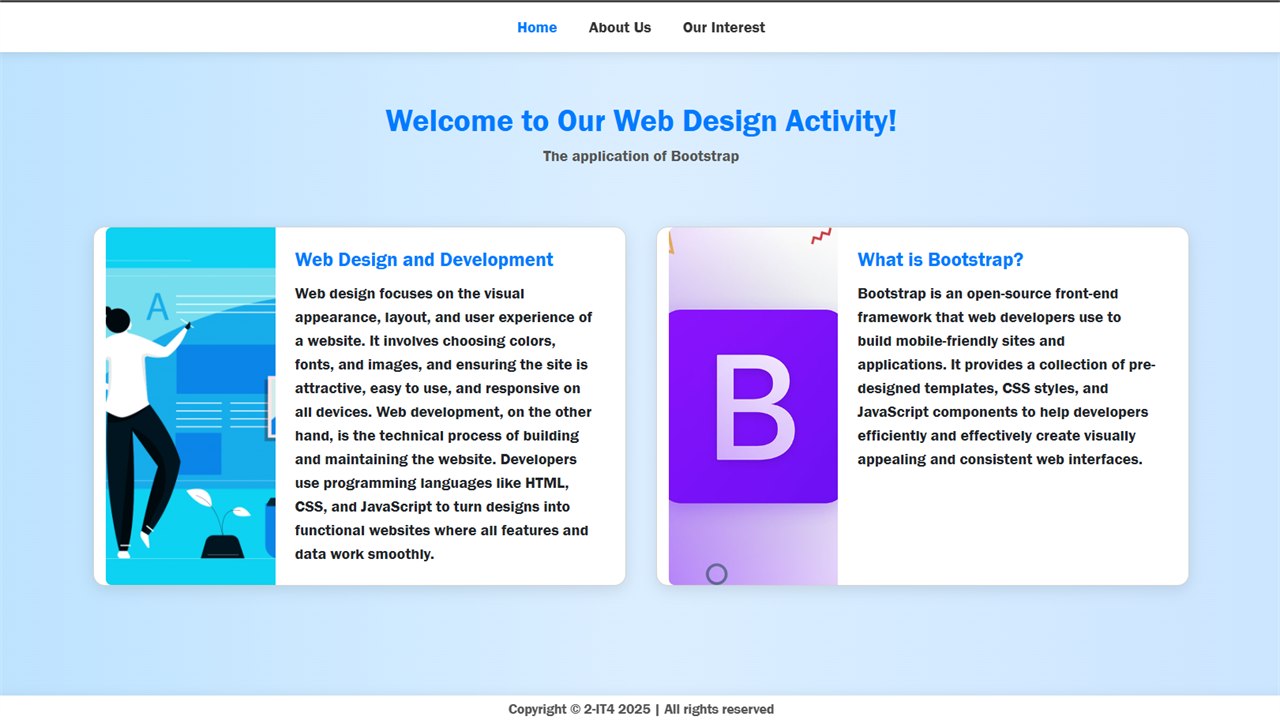 Home About Us Our Interest
Welcome to Our Web Design Activity!
The application of Bootstrap
A
Web Design and Development
Web design focuses on the visual
appearance, layout, and user experience of
a website. It involves choosing colors,
fonts, and images, and ensuring the site is
attractive, easy to use, and responsive on
all devices. Web development, on the other
hand, is the technical process of building
and maintaining the website. Developers
use programming languages like HTML,
CSS, and JavaScript to turn designs into
functional websites where all features and
data work smoothly.
B
What is Bootstrap?
Bootstrap is an open-source front-end
framework that web developers use to
build mobile-friendly sites and
applications. It provides a collection of pre-
designed templates, CSS styles, and
JavaScript components to help developers
efficiently and effectively create visually
appealing and consistent web interfaces.
Copyright © 2-IT4 2025 | All rights reserved